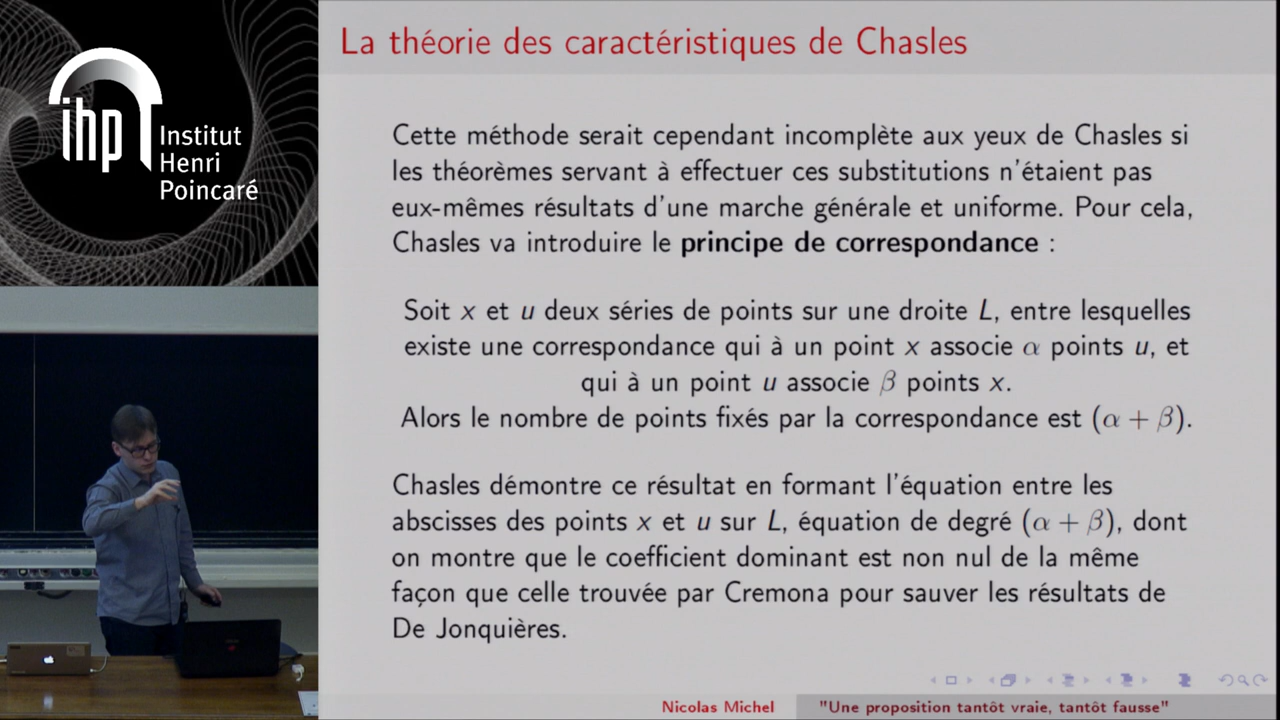 ihp
Institut
Henri
Poincaré
La théorie des caractéristiques de Chasles
Cette méthode serait cependant incomplète aux yeux de Chasles si
les théorèmes servant à effectuer ces substitutions n'étaient pas
eux-mêmes résultats d'une marche générale et uniforme. Pour cela,
Chasles va introduire le principe de correspondance :
Soit x et u deux séries de points sur une droite L, entre lesquelles
existe une correspondance qui à un point x associe α points u, et
qui à un point u associe β points x.
Alors le nombre de points fixés par la correspondance est (α + β).
Chasles démontre ce résultat en formant l'équation entre les
abscisses des points x et u sur L, équation de degré (α + β), dont
on montre que le coefficient dominant est non nul de la même
façon que celle trouvée par Cremona pour sauver les résultats de
De Jonquières.
Nicolas Michel
"Une proposition tantôt vraie, tantôt fausse"